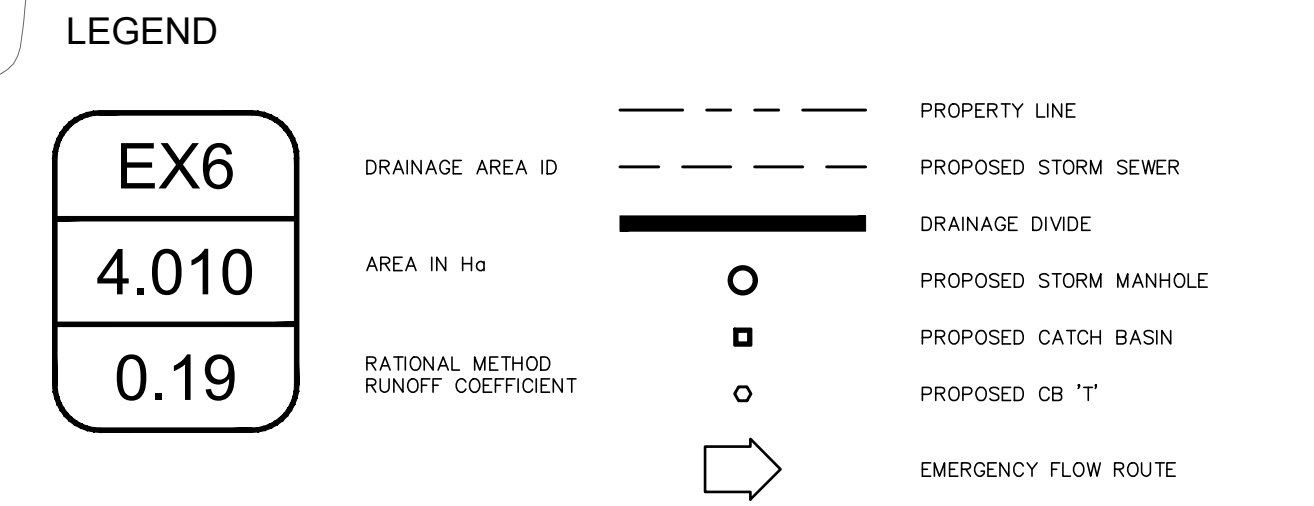 LEGEND
EX6
DRAINAGE AREA ID
4.010
AREA IN Ha
0.19
RATIONAL METHOD
RUNOFF COEFFICIENT
PROPERTY LINE
PROPOSED STORM SEWER
DRAINAGE DIVIDE
PROPOSED STORM MANHOLE
PROPOSED CATCH BASIN
PROPOSED CB 'T'
EMERGENCY FLOW ROUTE